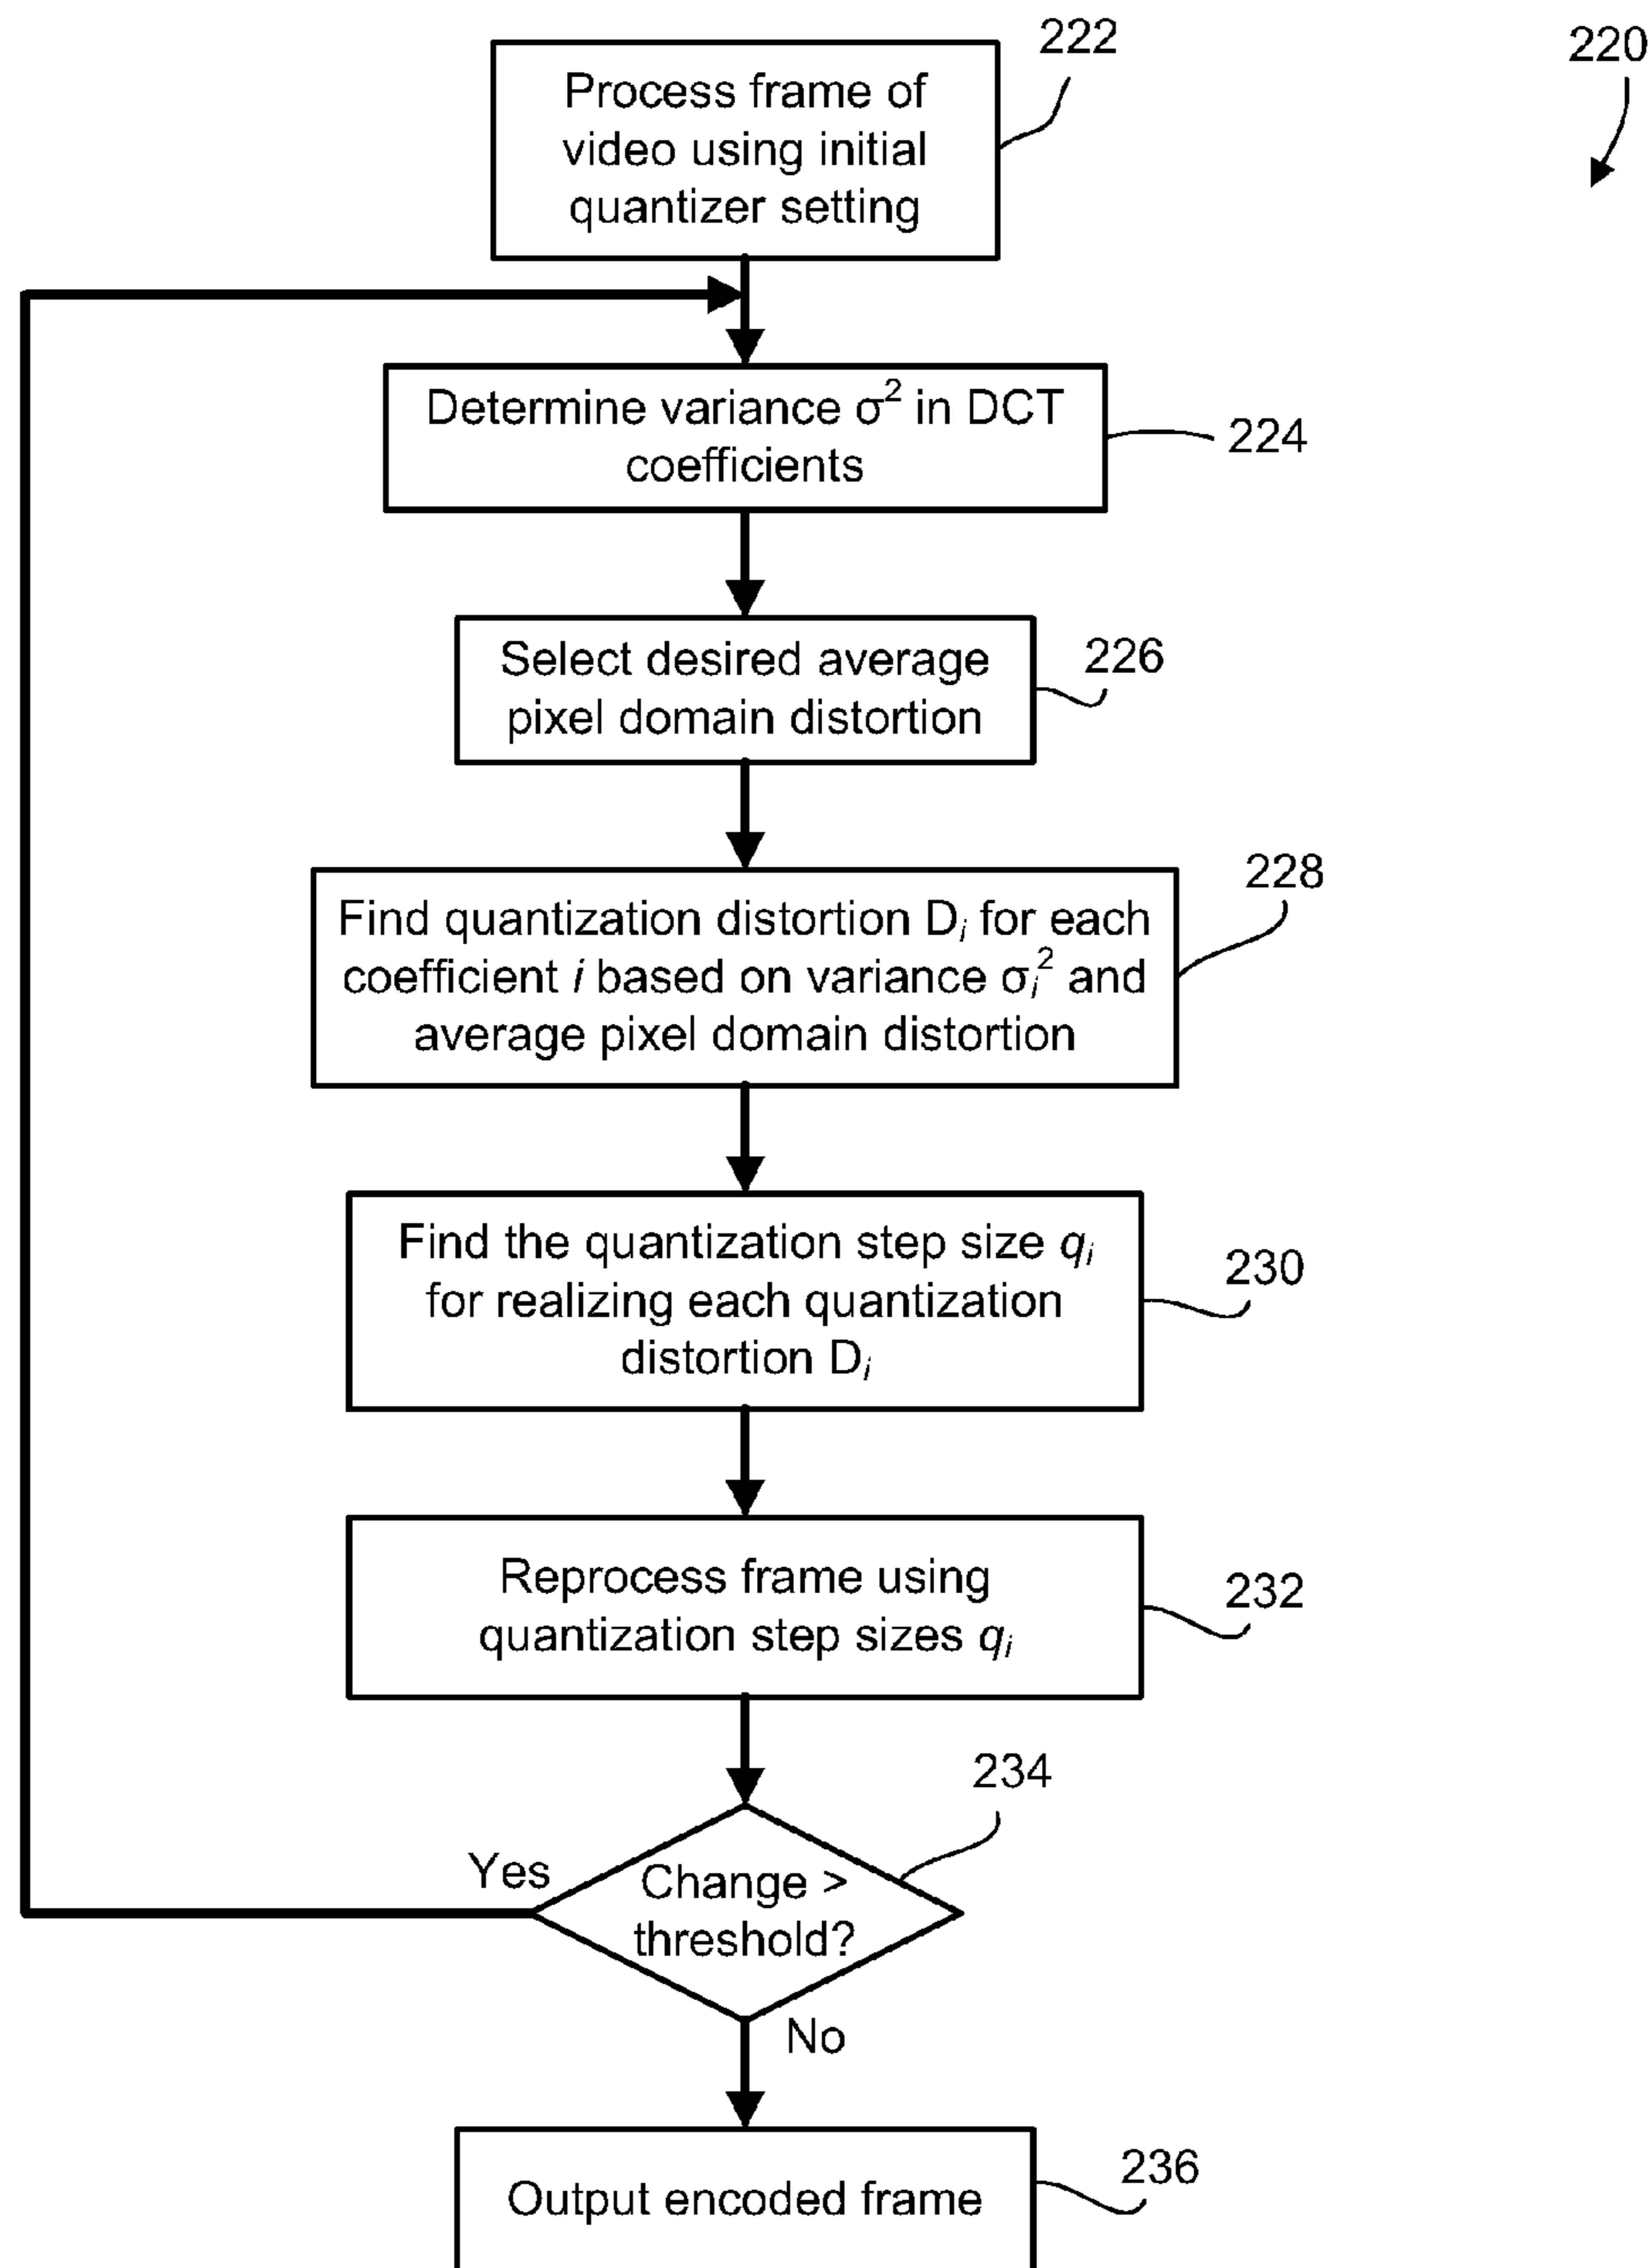 222
220
Process frame of
video using initial
quantizer setting
Determine variance σ² in DCT
coefficients
224
Select desired average
pixel domain distortion
226
228
Find quantization distortion Dᵢ for each
coefficient i based on variance σᵢ² and
average pixel domain distortion
Find the quantization step size qᵢ
for realizing each quantization
distortion Dᵢ
230
Reprocess frame using
quantization step sizes qᵢ
232
234
Yes
Change >
threshold?
No
Output encoded frame
236